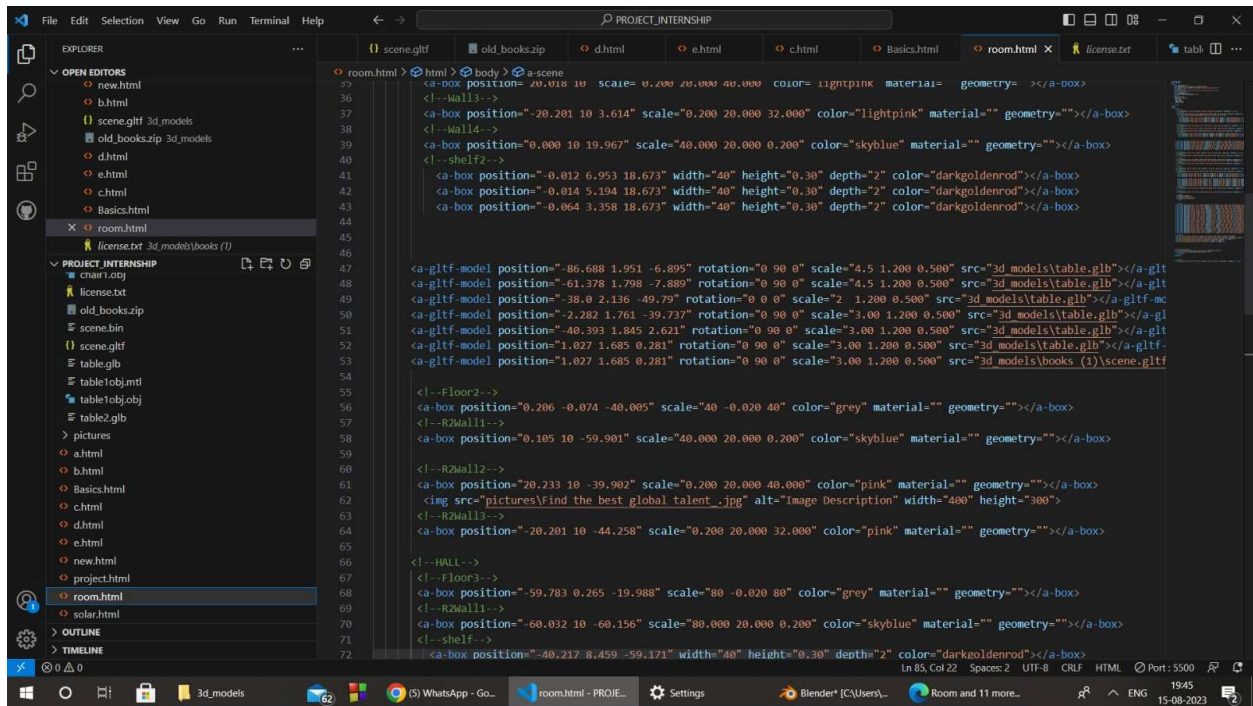 File Edit Selection View Go Run Terminal Help
PROJECT_INTERNSHIP
EXPLORER
OPEN EDITORS
new.html
b.html
scene.gltf 3d_models
old_books.zip 3d_models
d.html
e.html
c.html
Basics.html
room.html
license.txt 3d_models\books (1)
PROJECT_INTERNSHIP
chair1.obj
license.txt
old_books.zip
scene.bin
scene.gltf
table.glb
table1obj.mtl
table1obj.obj
table2.glb
pictures
a.html
b.html
Basics.html
c.html
d.html
e.html
new.html
project.html
room.html
solar.html
OUTLINE
TIMELINE
scene.gltf old_books.zip d.html e.html c.html Basics.html room.html license.txt tabl
room.html > html > body > a-scene
35 <a-box position="20.018 10 scale="0.200 20.000 40.000 color="lightpink material= geometry= ></a-box>
36 <!--Wall3-->
37 <a-box position="-20.201 10 3.614" scale="0.200 20.000 32.000" color="lightpink" material="" geometry=""></a-box>
38 <!--Wall4-->
39 <a-box position="0.000 10 19.967" scale="40.000 20.000 0.200" color="skyblue" material="" geometry=""></a-box>
40 <!--shelf2-->
41 <a-box position="-0.012 6.953 18.673" width="40" height="0.30" depth="2" color="darkgoldenrod"></a-box>
42 <a-box position="-0.014 5.194 18.673" width="40" height="0.30" depth="2" color="darkgoldenrod"></a-box>
43 <a-box position="-0.064 3.358 18.673" width="40" height="0.30" depth="2" color="darkgoldenrod"></a-box>
44
45
46
47 <a-gltf-model position="-86.688 1.951 -6.895" rotation="0 90 0" scale="4.5 1.200 0.500" src="3d_models\table.glb"></a-glt
48 <a-gltf-model position="-61.378 1.798 -7.889" rotation="0 90 0" scale="4.5 1.200 0.500" src="3d_models\table.glb"></a-glt
49 <a-gltf-model position="-38.0 2.136 -49.79" rotation="0 0 0" scale="2 1.200 0.500" src="3d_models\table.glb"></a-gltf-mo
50 <a-gltf-model position="-2.282 1.761 -39.737" rotation="0 90 0" scale="3.00 1.200 0.500" src="3d_models\table.glb"></a-gl
51 <a-gltf-model position="-40.393 1.845 2.621" rotation="0 90 0" scale="3.00 1.200 0.500" src="3d_models\table.glb"></a-glt
52 <a-gltf-model position="1.027 1.685 0.281" rotation="0 90 0" scale="3.00 1.200 0.500" src="3d_models\table.glb"></a-gltf-
53 <a-gltf-model position="1.027 1.685 0.281" rotation="0 90 0" scale="3.00 1.200 0.500" src="3d_models\books (1)\scene.gltf
54
55 <!--Floor2-->
56 <a-box position="0.206 -0.074 -40.005" scale="40 -0.020 40" color="grey" material="" geometry=""></a-box>
57 <!--R2Wall1-->
58 <a-box position="0.105 10 -59.901" scale="40.000 20.000 0.200" color="skyblue" material="" geometry=""></a-box>
59
60 <!--R2Wall2-->
61 <a-box position="20.233 10 -39.902" scale="0.200 20.000 40.000" color="pink" material="" geometry=""></a-box>
62 <img src="pictures\Find the best global talent_.jpg" alt="Image Description" width="400" height="300">
63 <!--R2Wall3-->
64 <a-box position="-20.201 10 -44.258" scale="0.200 20.000 32.000" color="pink" material="" geometry=""></a-box>
65
66 <!--HALL-->
67 <!--Floor3-->
68 <a-box position="-59.783 0.265 -19.988" scale="80 -0.020 80" color="grey" material="" geometry=""></a-box>
69 <!--R2Wall1-->
70 <a-box position="-60.032 10 -60.156" scale="80.000 20.000 0.200" color="skyblue" material="" geometry=""></a-box>
71 <!--shelf-->
72 <a-box position="-40.217 8.459 -59.171" width="40" height="0.30" depth="2" color="darkgoldenrod"></a-box>
0 0 Ln 85, Col 22 Spaces: 2 UTF-8 CRLF HTML Port : 5500
3d_models 62 (5) WhatsApp - Go... room.html - PROJE... Settings Blender* [C:\Users\... Room and 11 more... ENG 19:45
15-08-2023 2